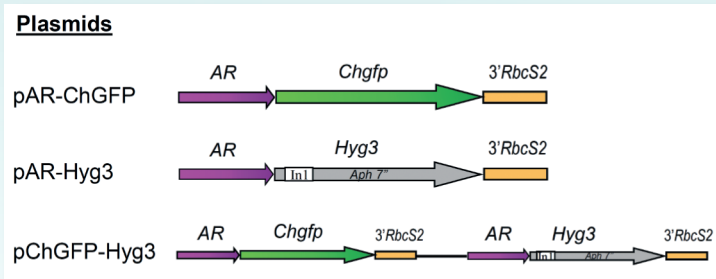 Plasmids
AR Chgfp 3'RbcS2
pAR-ChGFP
AR Hyg3 3'RbcS2
pAR-Hyg3 In1 Aph 7"
AR Chgfp 3'RbcS2 AR Hyg3 3'RbcS2
pChGFP-Hyg3 In1 Aph 7"